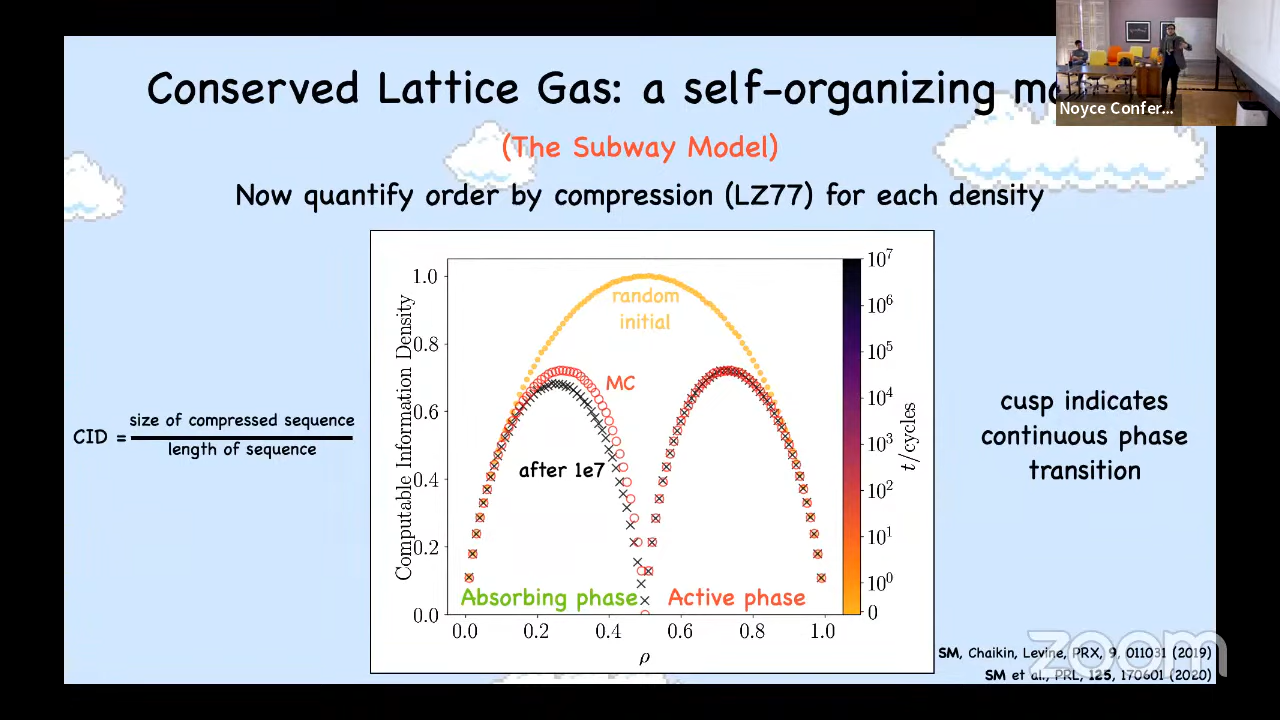 Conserved Lattice Gas: a self-organizing
Noyce Confer...
(The Subway Model)
Now quantify order by compression (LZ77) for each density
CID = size of compressed sequence
length of sequence
Computable Information Density
1.0
0.8
0.6
0.4
0.2
0.0
0.0 0.2 0.4 0.6 0.8 1.0
ρ
random
initial
MC
after 1e7
Absorbing phase
Active phase
10⁷
10⁶
10⁵
10⁴
10³
10²
10¹
10⁰
0
t/cycles
cusp indicates
continuous phase
transition
SM, Chaikin, Levine, PRX, 9, 011031 (2019)
SM et al., PRL, 125, 170601 (2020)
zoom